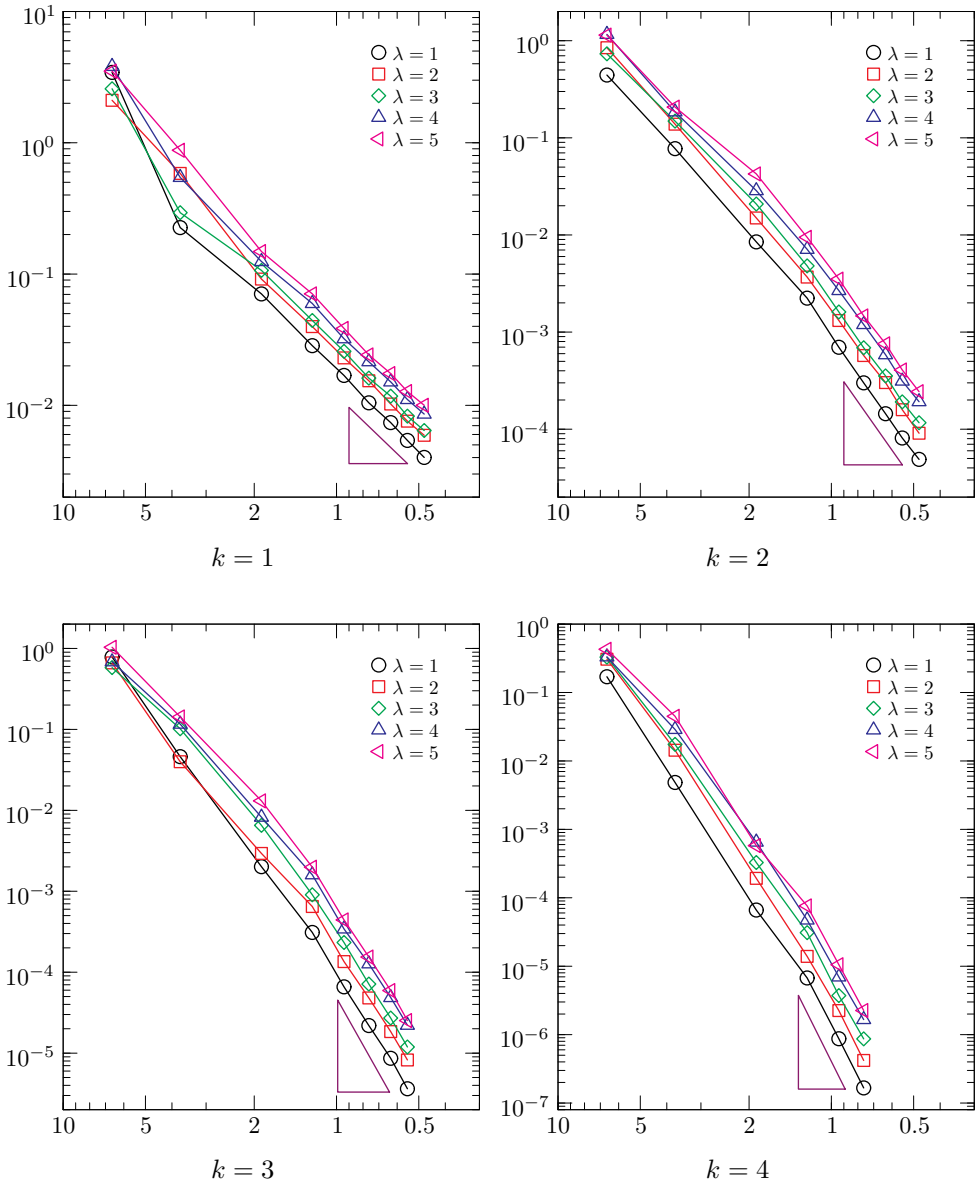 10^1
10^0
10^-1
10^-2
10 5 2 1 0.5
λ = 1
λ = 2
λ = 3
λ = 4
λ = 5
k = 1
10^0
10^-1
10^-2
10^-3
10^-4
10 5 2 1 0.5
λ = 1
λ = 2
λ = 3
λ = 4
λ = 5
k = 2
10^0
10^-1
10^-2
10^-3
10^-4
10^-5
10 5 2 1 0.5
λ = 1
λ = 2
λ = 3
λ = 4
λ = 5
k = 3
10^0
10^-1
10^-2
10^-3
10^-4
10^-5
10^-6
10^-7
10 5 2 1 0.5
λ = 1
λ = 2
λ = 3
λ = 4
λ = 5
k = 4